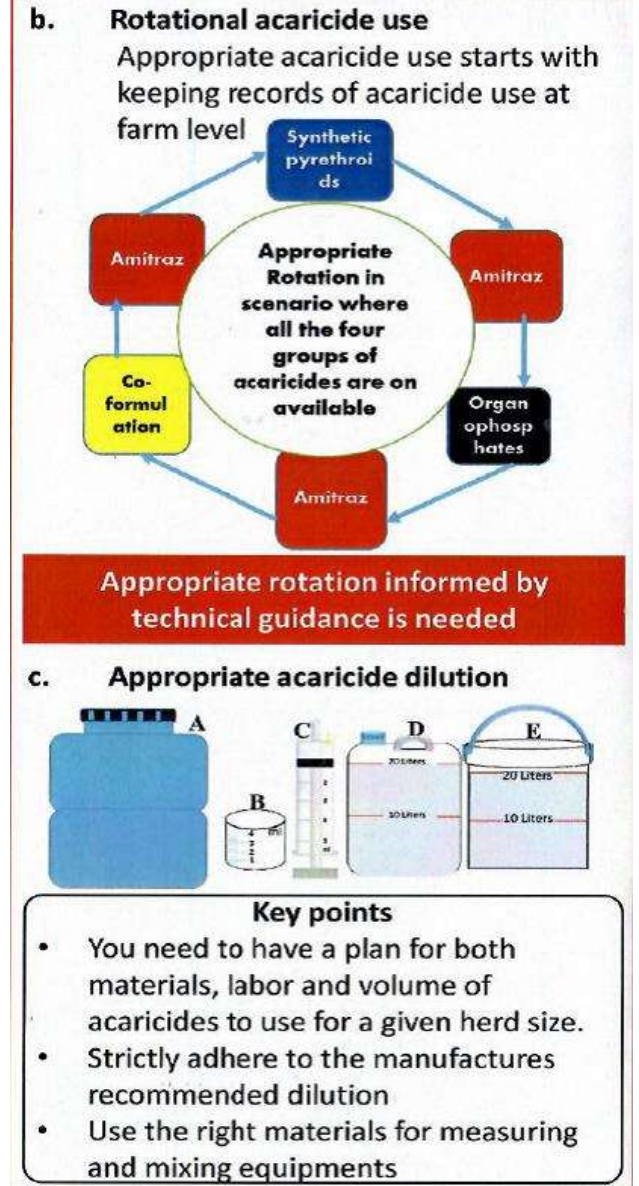 b. Rotational acaricide use
Appropriate acaricide use starts with
keeping records of acaricide use at
farm level
Synthetic
pyrethroi
ds
Amitraz
Amitraz
Appropriate
Rotation in
scenario where
all the four
groups of
acaricides are on
available
Co-
formul
ation
Organ
ophosp
hates
Amitraz
Appropriate rotation informed by
technical guidance is needed
c. Appropriate acaricide dilution
A
B
4
3
2
1
ml
C
D
20 Liters
10 Liters
E
20 Liters
10 Liters
Key points
• You need to have a plan for both
materials, labor and volume of
acaricides to use for a given herd size.
• Strictly adhere to the manufactures
recommended dilution
• Use the right materials for measuring
and mixing equipments